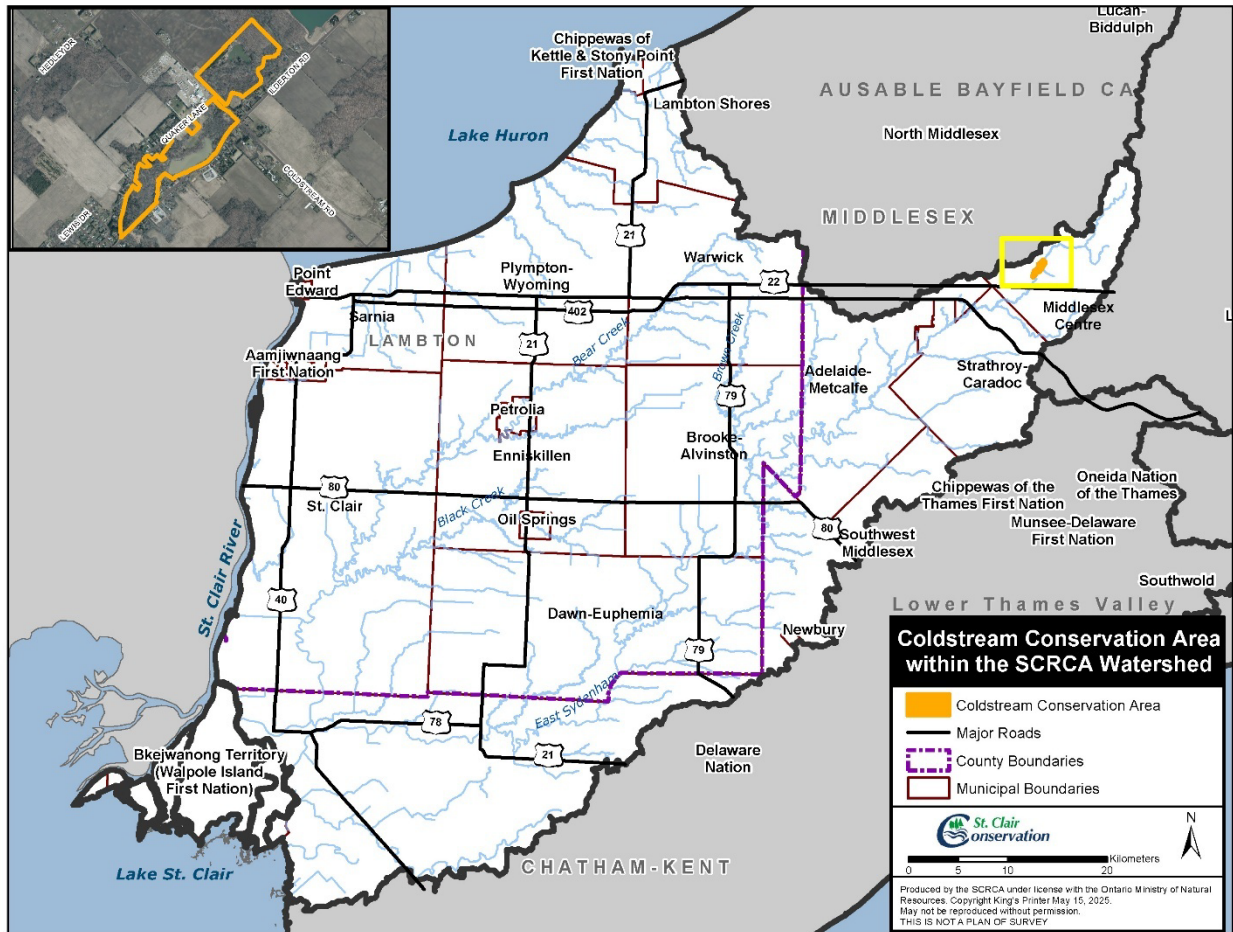 HEDLEY DR
QUAKER LANE
ILDERTON RD
COLDSTREAM RD
LEWIS DR
Lucan-
Biddulph
Chippewas of
Kettle & Stony Point
First Nation
Lambton Shores
AUSABLE BAYFIELD CA
North Middlesex
Lake Huron
MIDDLESEX
21
Warwick
Point
Edward
Plympton-
Wyoming
22
Sarnia
402
Middlesex
Centre
L
LAMBTON
21
Bear Creek
Brown Creek
Aamjiwnaang
First Nation
Adelaide-
Metcalfe
Strathroy-
Caradoc
79
Petrolia
Brooke-
Alvinston
Enniskillen
80
St. Clair
Black Creek
Oil Springs
80
Chippewas of the
Thames First Nation
Oneida Nation
of the Thames
Munsee-Delaware
First Nation
Southwest
Middlesex
Southwold
St. Clair River
40
Dawn-Euphemia
Newbury
Lower Thames Valley
79
East Sydenham
78
21
Delaware
Nation
Bkejwanong Territory
(Walpole Island
First Nation)
Lake St. Clair
CHATHAM-KENT
Coldstream Conservation Area
within the SCRCA Watershed
Coldstream Conservation Area
Major Roads
County Boundaries
Municipal Boundaries
St. Clair
Conservation
N
Kilometers
0 5 10 20
Produced by the SCRCA under license with the Ontario Ministry of Natural
Resources. Copyright King's Printer May 15, 2025.
May not be reproduced without permission.
THIS IS NOT A PLAN OF SURVEY